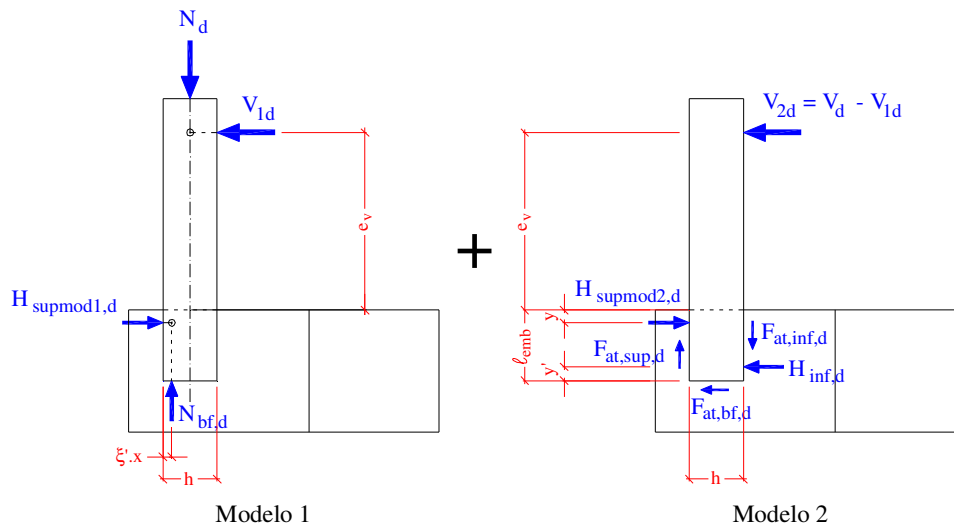 N_d
V_1d
e_v
H_supmod1,d
N_bf,d
ξ'.x
h
Modelo 1
+
V_2d = V_d - V_1d
e_v
H_supmod2,d
y
ℓ_emb
F_at,sup,d
F_at,inf,d
y'
H_inf,d
F_at,bf,d
h
Modelo 2